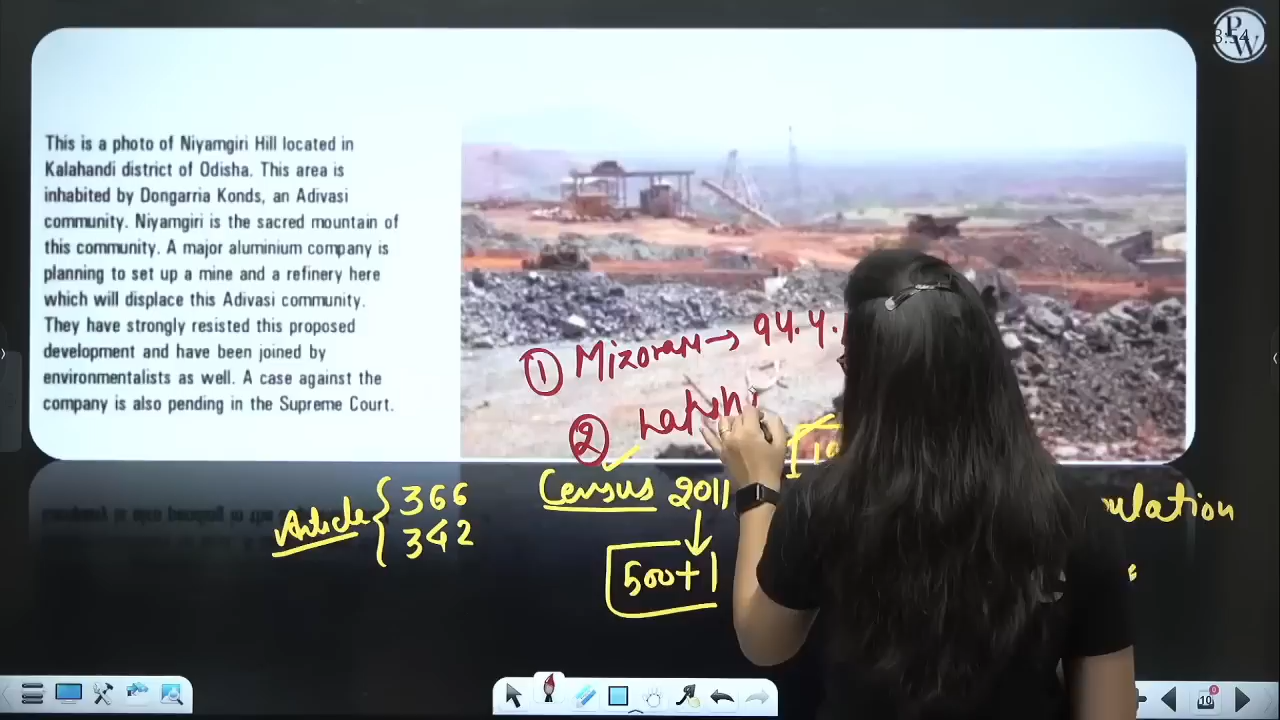 PW
This is a photo of Niyamgiri Hill located in
Kalahandi district of Odisha. This area is
inhabited by Dongarria Konds, an Adivasi
community. Niyamgiri is the sacred mountain of
this community. A major aluminium company is
planning to set up a mine and a refinery here
which will displace this Adivasi community.
They have strongly resisted this proposed
development and have been joined by
environmentalists as well. A case against the
company is also pending in the Supreme Court.
① Mizoram → 94.4
②
Census 2011
500+
Article { 366
342
ulation
10